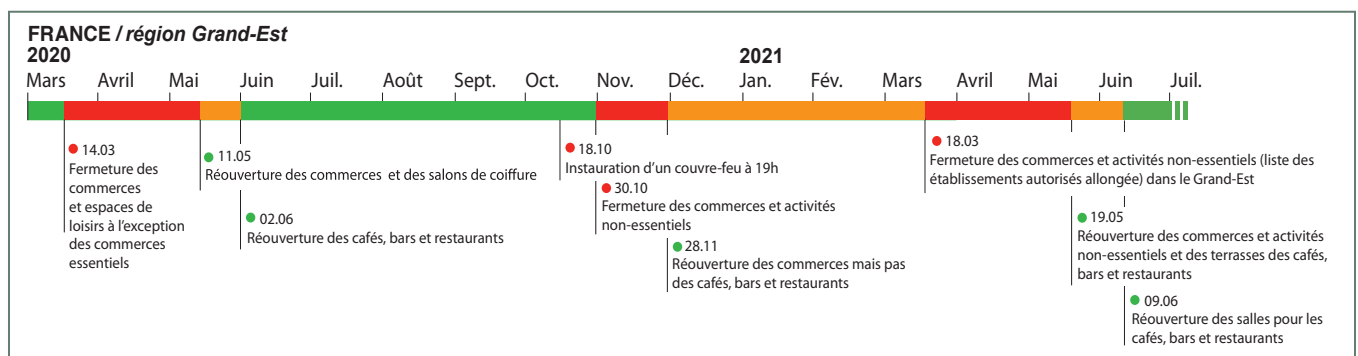 FRANCE / région Grand-Est
2020
2021
Mars Avril Mai Juin Juil. Août Sept. Oct. Nov. Déc. Jan. Fév. Mars Avril Mai Juin Juil.
14.03
Fermeture des
commerces
et espaces de
loisirs à l'exception
des commerces
essentiels
11.05
Réouverture des commerces et des salons de coiffure
02.06
Réouverture des cafés, bars et restaurants
18.10
Instauration d'un couvre-feu à 19h
30.10
Fermeture des commerces et activités
non-essentiels
28.11
Réouverture des commerces mais pas
des cafés, bars et restaurants
18.03
Fermeture des commerces et activités non-essentiels (liste des
établissements autorisés allongée) dans le Grand-Est
19.05
Réouverture des commerces et activités
non-essentiels et des terrasses des cafés,
bars et restaurants
09.06
Réouverture des salles pour les
cafés, bars et restaurants